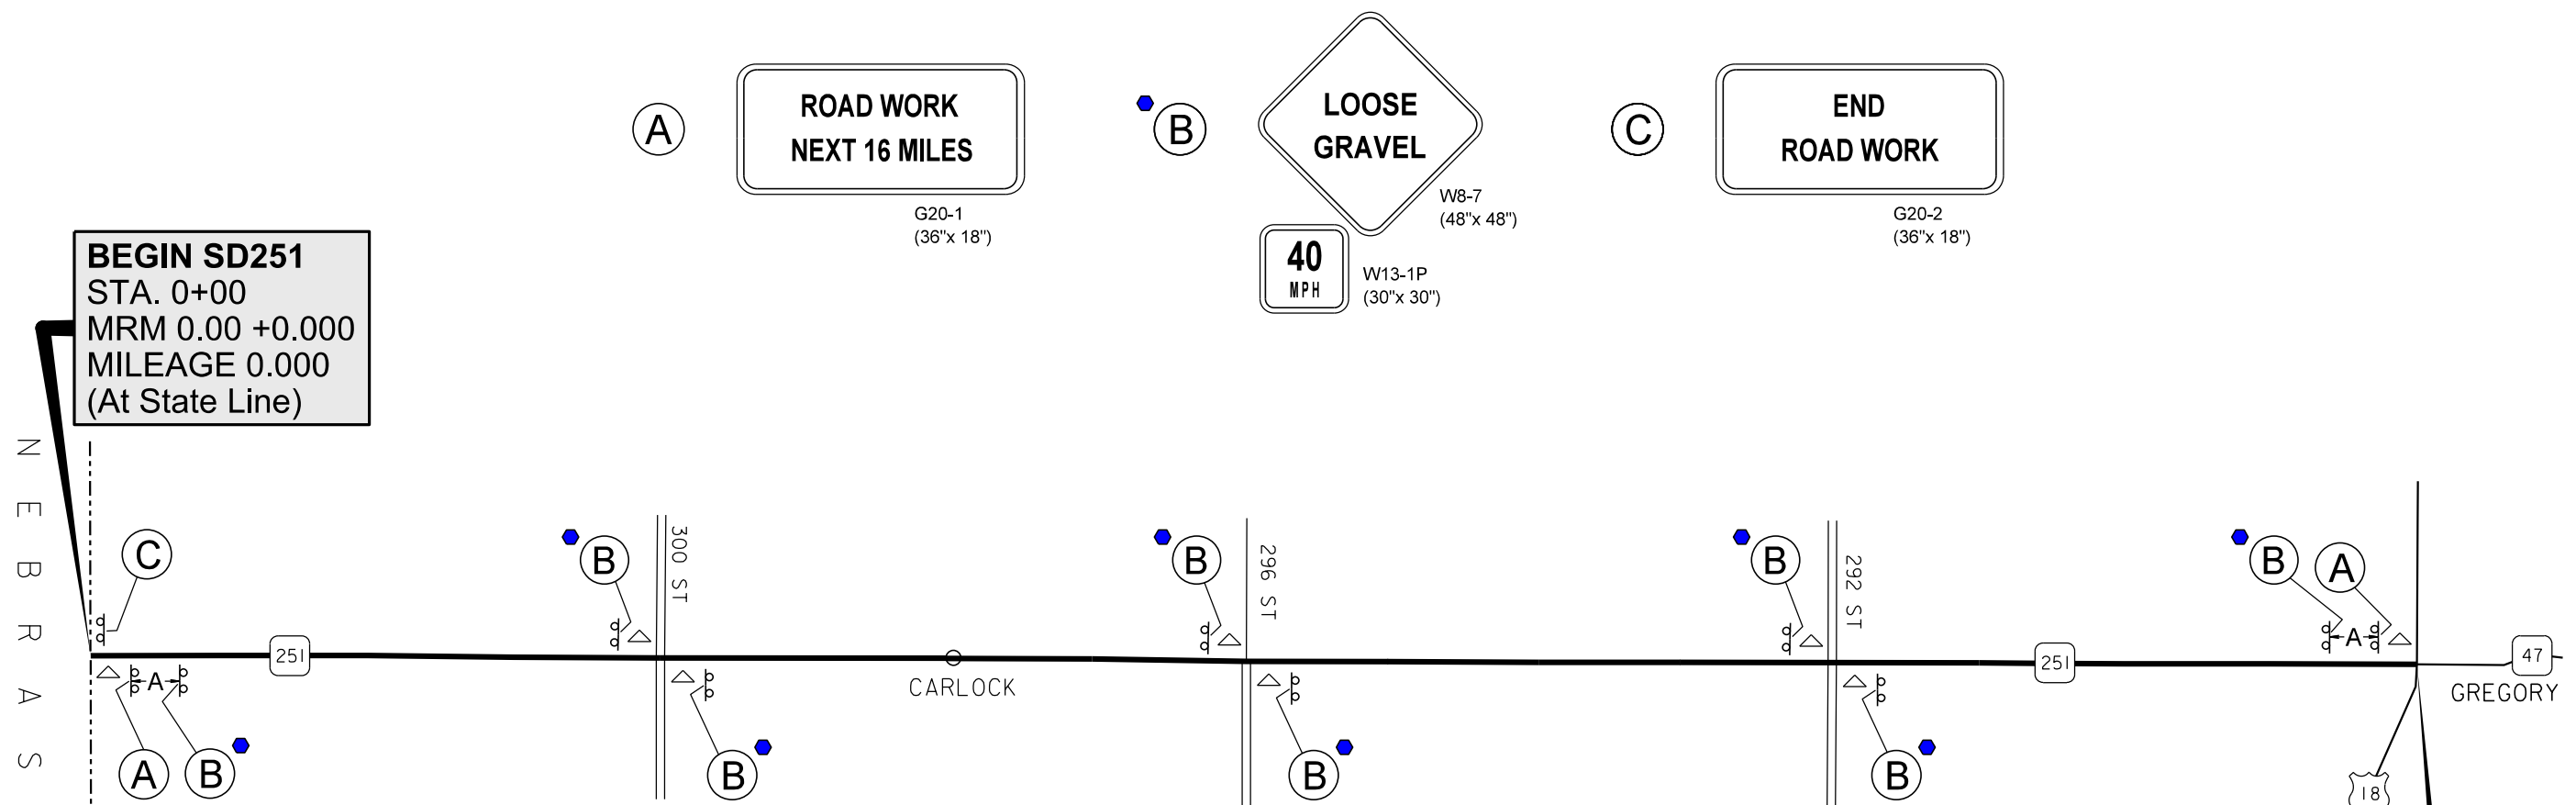 A
ROAD WORK
NEXT 16 MILES
G20-1
(36"x 18")
B
LOOSE
GRAVEL
W8-7
(48"x 48")
40
MPH
W13-1P
(30"x 30")
C
END
ROAD WORK
G20-2
(36"x 18")
BEGIN SD251
STA. 0+00
MRM 0.00 +0.000
MILEAGE 0.000
(At State Line)
NEBRAS
C
B
300 ST
B
296 ST
B
292 ST
B
A
251
CARLOCK
251
A
47
GREGORY
A
A
B
B
B
B
18